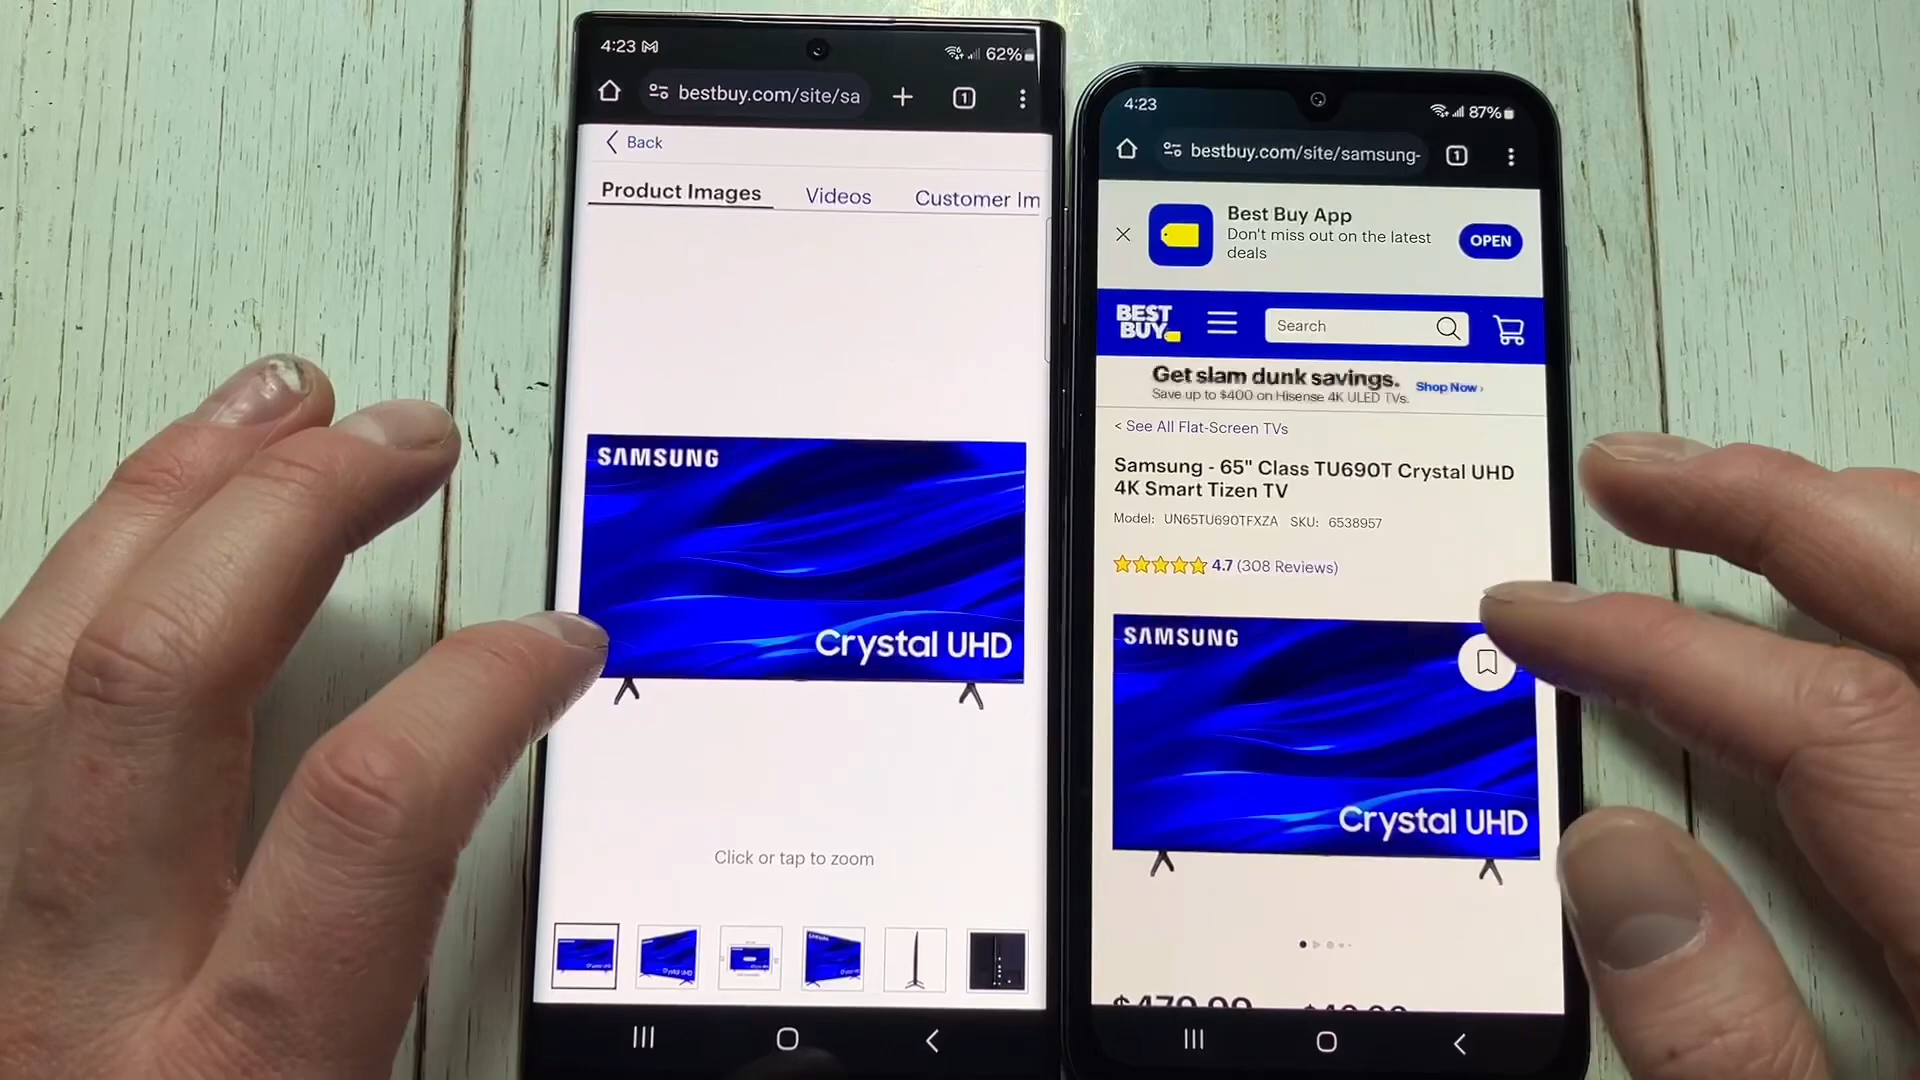 4:23
62%
bestbuy.com/site/sa
1
Back
Product Images
Videos
Customer Im
SAMSUNG
Crystal UHD
Click or tap to zoom
4:23
87%
bestbuy.com/site/samsung-
1
Best Buy App
Don't miss out on the latest
deals
OPEN
BEST
BUY
Search
Get slam dunk savings.
Save up to $400 on Hisense 4K ULED TVs.
Shop Now ›
< See All Flat-Screen TVs
Samsung - 65" Class TU690T Crystal UHD
4K Smart Tizen TV
Model: UN65TU690TFXZA SKU: 6538957
4.7 (308 Reviews)
SAMSUNG
Crystal UHD
$479.99